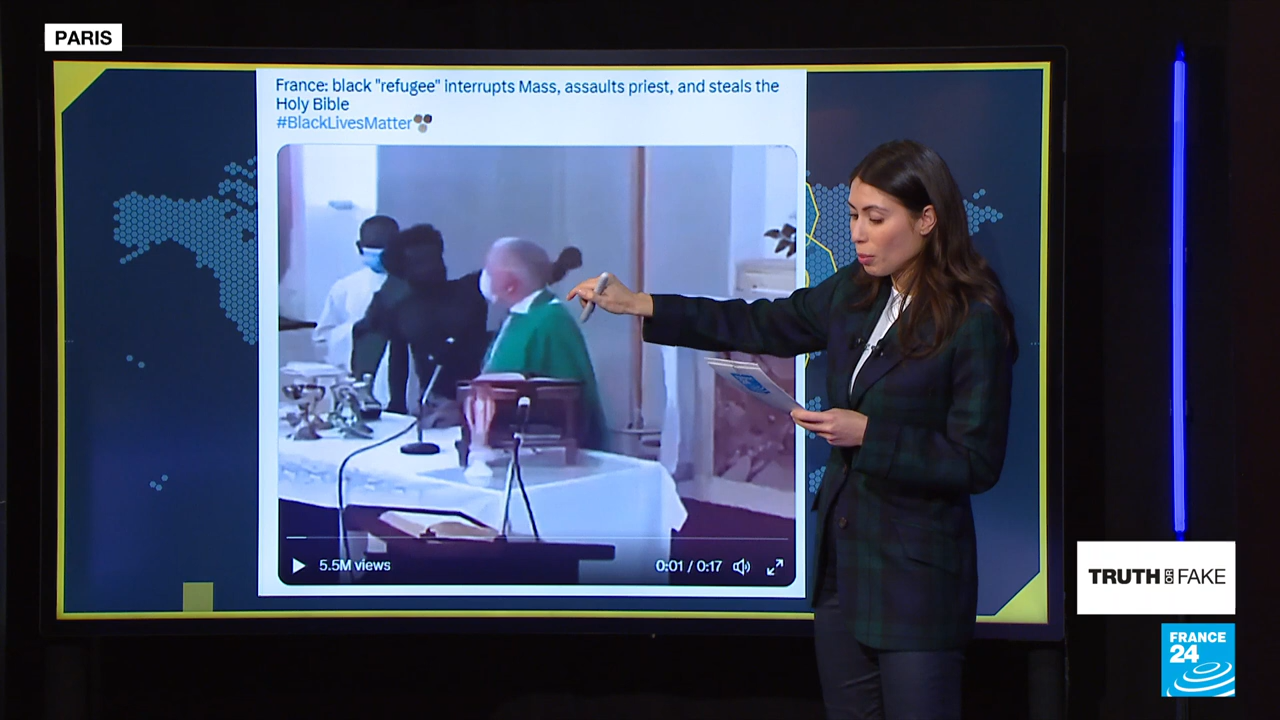 PARIS
France: black "refugee" interrupts Mass, assaults priest, and steals the
Holy Bible
#BlackLivesMatter
5.5M views
0:01 / 0:17
TRUTH OR FAKE
FRANCE
24